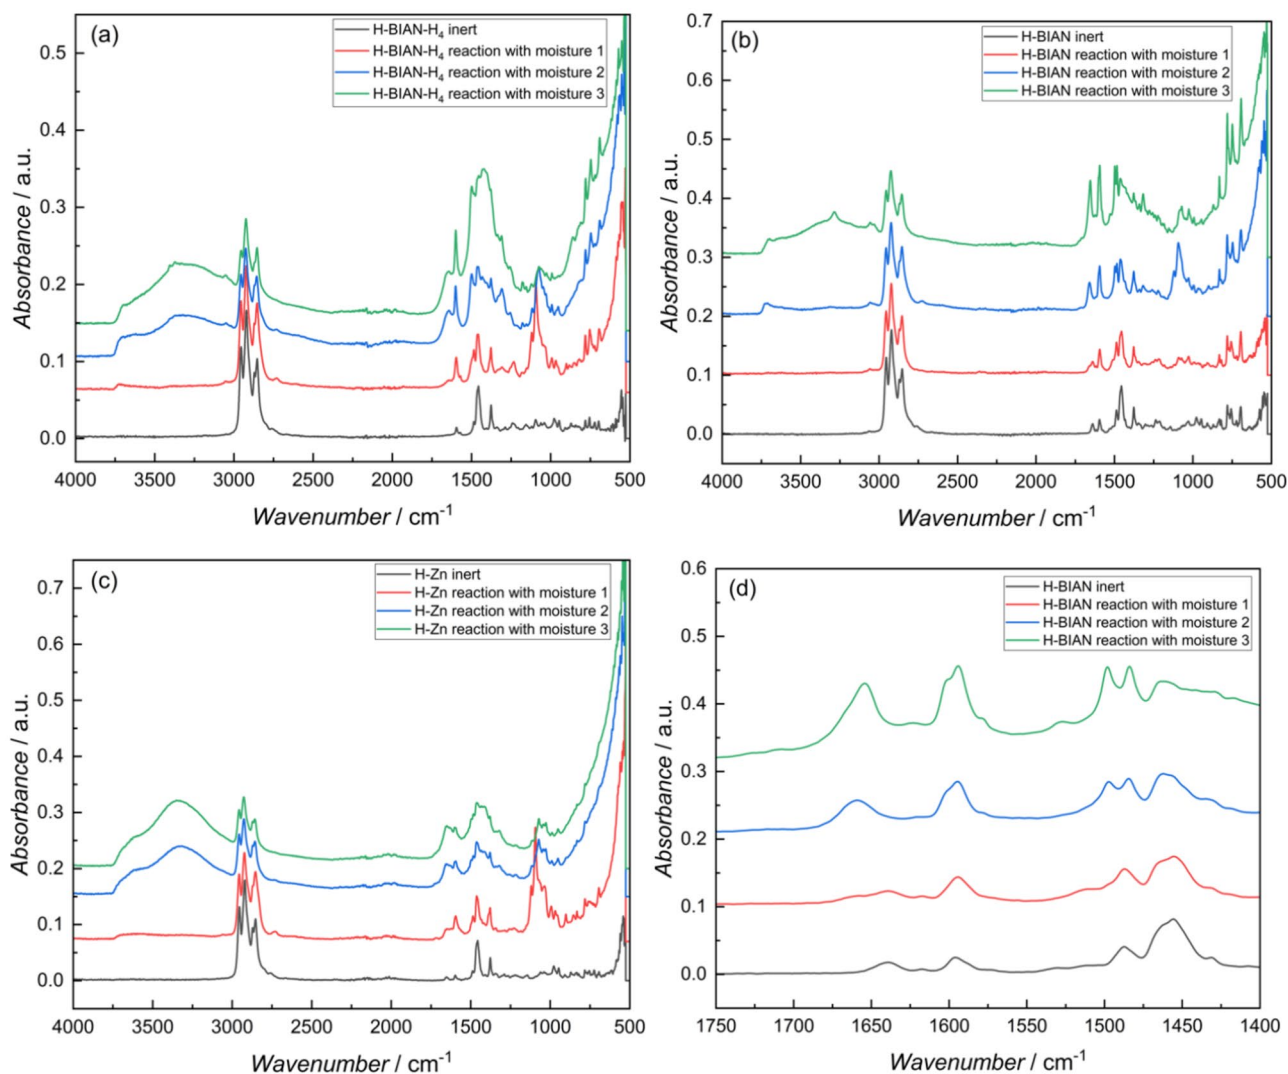 (a)
H-BIAN-H₄ inert
H-BIAN-H₄ reaction with moisture 1
H-BIAN-H₄ reaction with moisture 2
H-BIAN-H₄ reaction with moisture 3
0.5
0.4
0.3
0.2
0.1
0.0
Absorbance / a.u.
4000 3500 3000 2500 2000 1500 1000 500
Wavenumber / cm⁻¹
(b)
H-BIAN inert
H-BIAN reaction with moisture 1
H-BIAN reaction with moisture 2
H-BIAN reaction with moisture 3
0.7
0.6
0.5
0.4
0.3
0.2
0.1
0.0
Absorbance / a.u.
4000 3500 3000 2500 2000 1500 1000 500
Wavenumber / cm⁻¹
(c)
H-Zn inert
H-Zn reaction with moisture 1
H-Zn reaction with moisture 2
H-Zn reaction with moisture 3
0.7
0.6
0.5
0.4
0.3
0.2
0.1
0.0
Absorbance / a.u.
4000 3500 3000 2500 2000 1500 1000 500
Wavenumber / cm⁻¹
(d)
H-BIAN inert
H-BIAN reaction with moisture 1
H-BIAN reaction with moisture 2
H-BIAN reaction with moisture 3
0.6
0.5
0.4
0.3
0.2
0.1
0.0
Absorbance / a.u.
1750 1700 1650 1600 1550 1500 1450 1400
Wavenumber / cm⁻¹